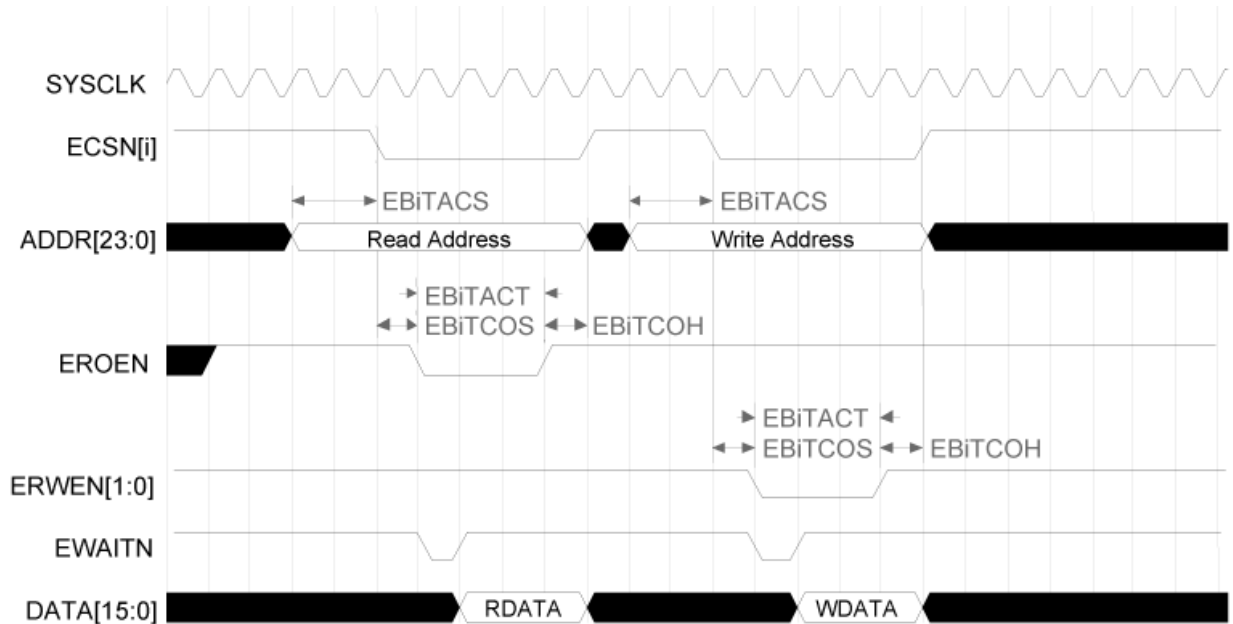 SYSCLK
ECSN[i]
EBiTACS EBiTACS
ADDR[23:0] Read Address Write Address
EBiTACT
EBiTCOS EBiTCOH
EROEN
EBiTACT
EBiTCOS EBiTCOH
ERWEN[1:0]
EWAITN
DATA[15:0] RDATA WDATA